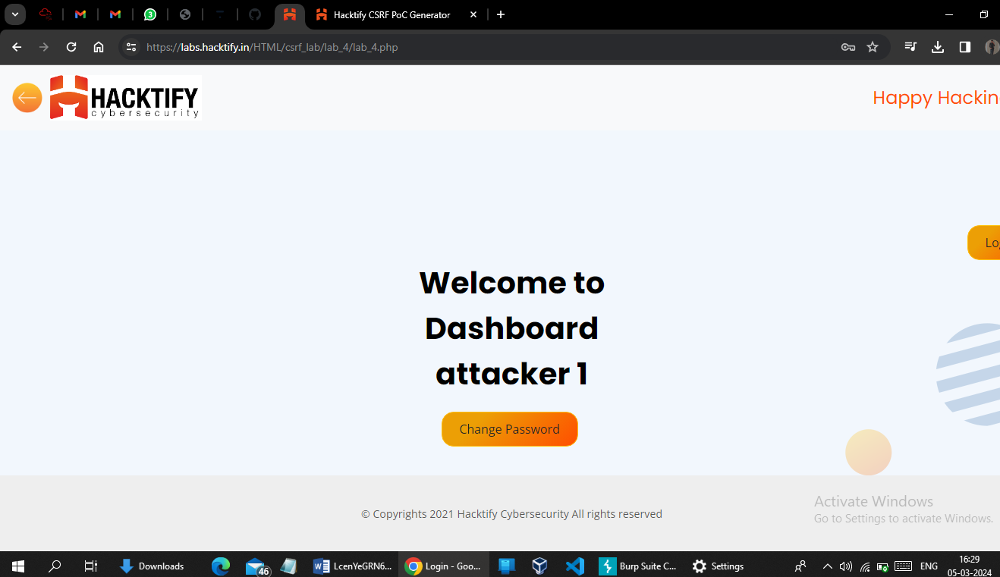 3
Hacktify CSRF PoC Generator
https://labs.hacktify.in/HTML/csrf_lab/lab_4/lab_4.php
HACKTIFY
cybersecurity
Happy Hackin
Lo
Welcome to
Dashboard
attacker 1
Change Password
© Copyrights 2021 Hacktify Cybersecurity All rights reserved
Activate Windows
Go to Settings to activate Windows.
Downloads
46
LcenYeGRN6...
Login - Goo...
Burp Suite C...
Settings
ENG
16:29
05-03-2024